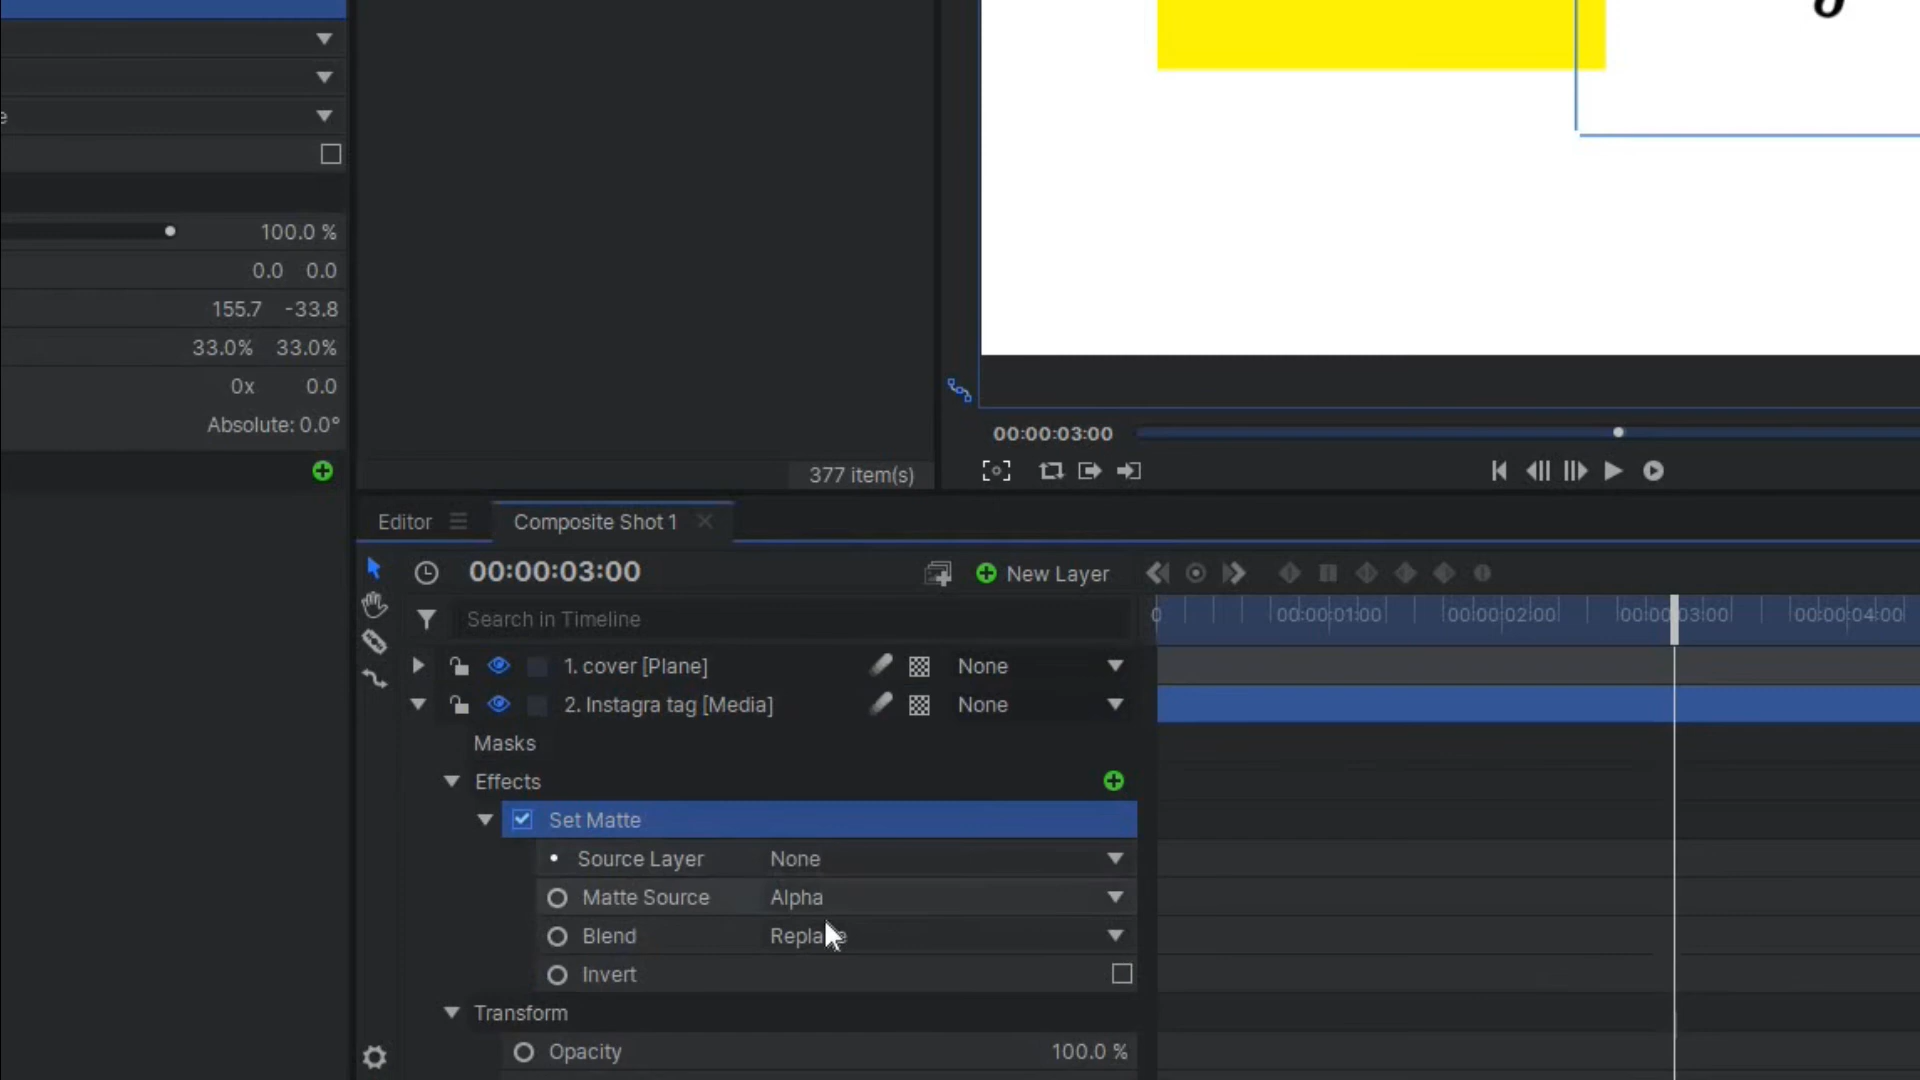 e
100.0 %
0.0 0.0
155.7 -33.8
33.0% 33.0%
0x 0.0
Absolute: 0.0°
377 item(s)
00:00:03:00
Editor
Composite Shot 1
00:00:03:00
New Layer
Search in Timeline
0 00:00:01:00 00:00:02:00 00:00:03:00 00:00:04:00
1. cover [Plane] None
2. Instagra tag [Media] None
Masks
Effects
Set Matte
Source Layer None
Matte Source Alpha
Blend Replace
Invert
Transform
Opacity 100.0 %